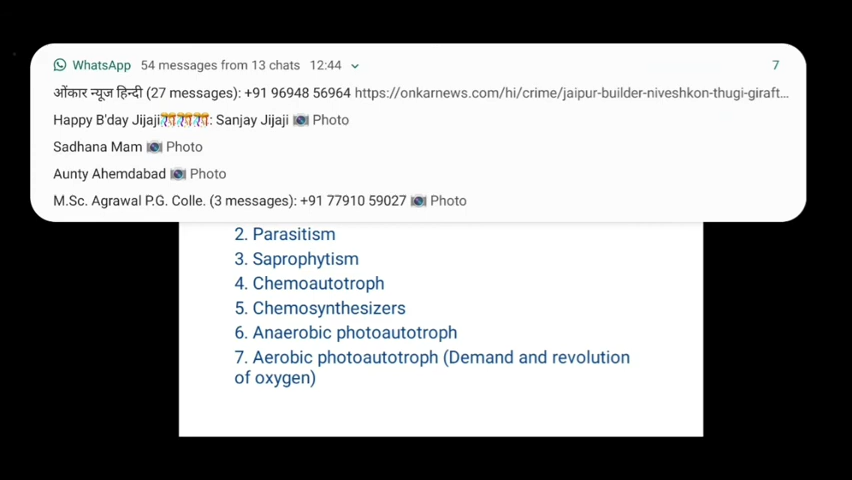 WhatsApp 54 messages from 13 chats 12:44 7
ओंकार न्यूज हिन्दी (27 messages): +91 96948 56964 https://onkarnews.com/hi/crime/jaipur-builder-niveshkon-thugi-giraft...
Happy B'day Jijaji🎊🎊🎊🎊: Sanjay Jijaji 📷 Photo
Sadhana Mam 📷 Photo
Aunty Ahemdabad 📷 Photo
M.Sc. Agrawal P.G. Colle. (3 messages): +91 77910 59027 📷 Photo
2. Parasitism
3. Saprophytism
4. Chemoautotroph
5. Chemosynthesizers
6. Anaerobic photoautotroph
7. Aerobic photoautotroph (Demand and revolution
of oxygen)